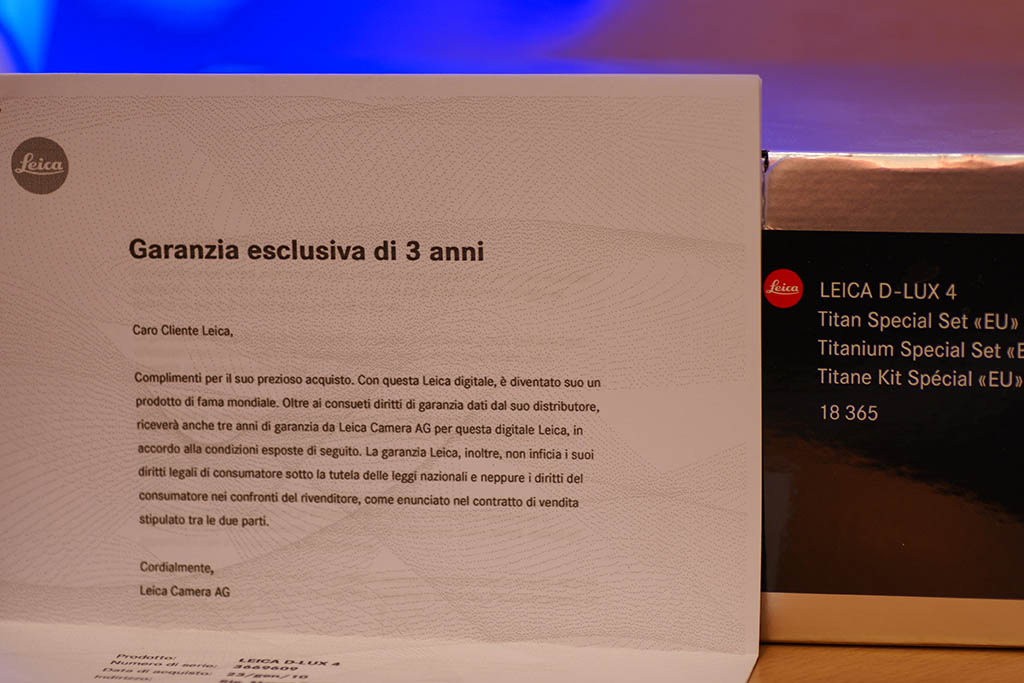 Leica
Garanzia esclusiva di 3 anni
Caro Cliente Leica,
Complimenti per il suo prezioso acquisto. Con questa Leica digitale, è diventato suo un
prodotto di fama mondiale. Oltre ai consueti diritti di garanzia dati dal suo distributore,
riceverà anche tre anni di garanzia da Leica Camera AG per questa digitale Leica, in
accordo alla condizioni esposte di seguito. La garanzia Leica, inoltre, non inficia i suoi
diritti legali di consumatore sotto la tutela delle leggi nazionali e neppure i diritti del
consumatore nei confronti del rivenditore, come enunciato nel contratto di vendita
stipulato tra le due parti.
Cordialmente,
Leica Camera AG
Prodotto: LEICA D-LUX 4
Numero di serie: 3669609
Data di acquisto: 23/gen/10
Indirizzo:
Leica
LEICA D-LUX 4
Titan Special Set «EU»
Titanium Special Set «E
Titane Kit Spécial «EU»
18 365